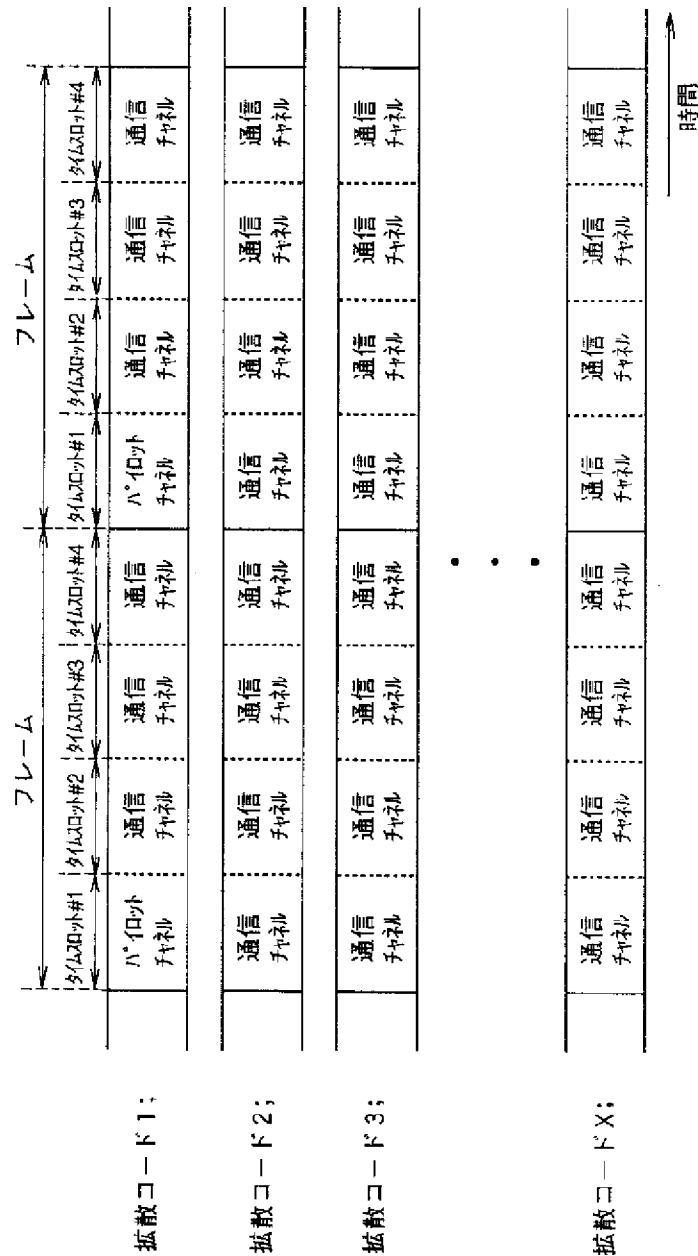 フレーム
フレーム
タイムスロット#1
タイムスロット#2
タイムスロット#3
タイムスロット#4
タイムスロット#1
タイムスロット#2
タイムスロット#3
タイムスロット#4
拡散コード1;
パイロット
チャネル
通信
チャネル
通信
チャネル
通信
チャネル
パイロット
チャネル
通信
チャネル
通信
チャネル
通信
チャネル
拡散コード2;
通信
チャネル
通信
チャネル
通信
チャネル
通信
チャネル
通信
チャネル
通信
チャネル
通信
チャネル
通信
チャネル
拡散コード3;
通信
チャネル
通信
チャネル
通信
チャネル
通信
チャネル
通信
チャネル
通信
チャネル
通信
チャネル
通信
チャネル
・・・
拡散コードX;
通信
チャネル
通信
チャネル
通信
チャネル
通信
チャネル
通信
チャネル
通信
チャネル
通信
チャネル
通信
チャネル
時間